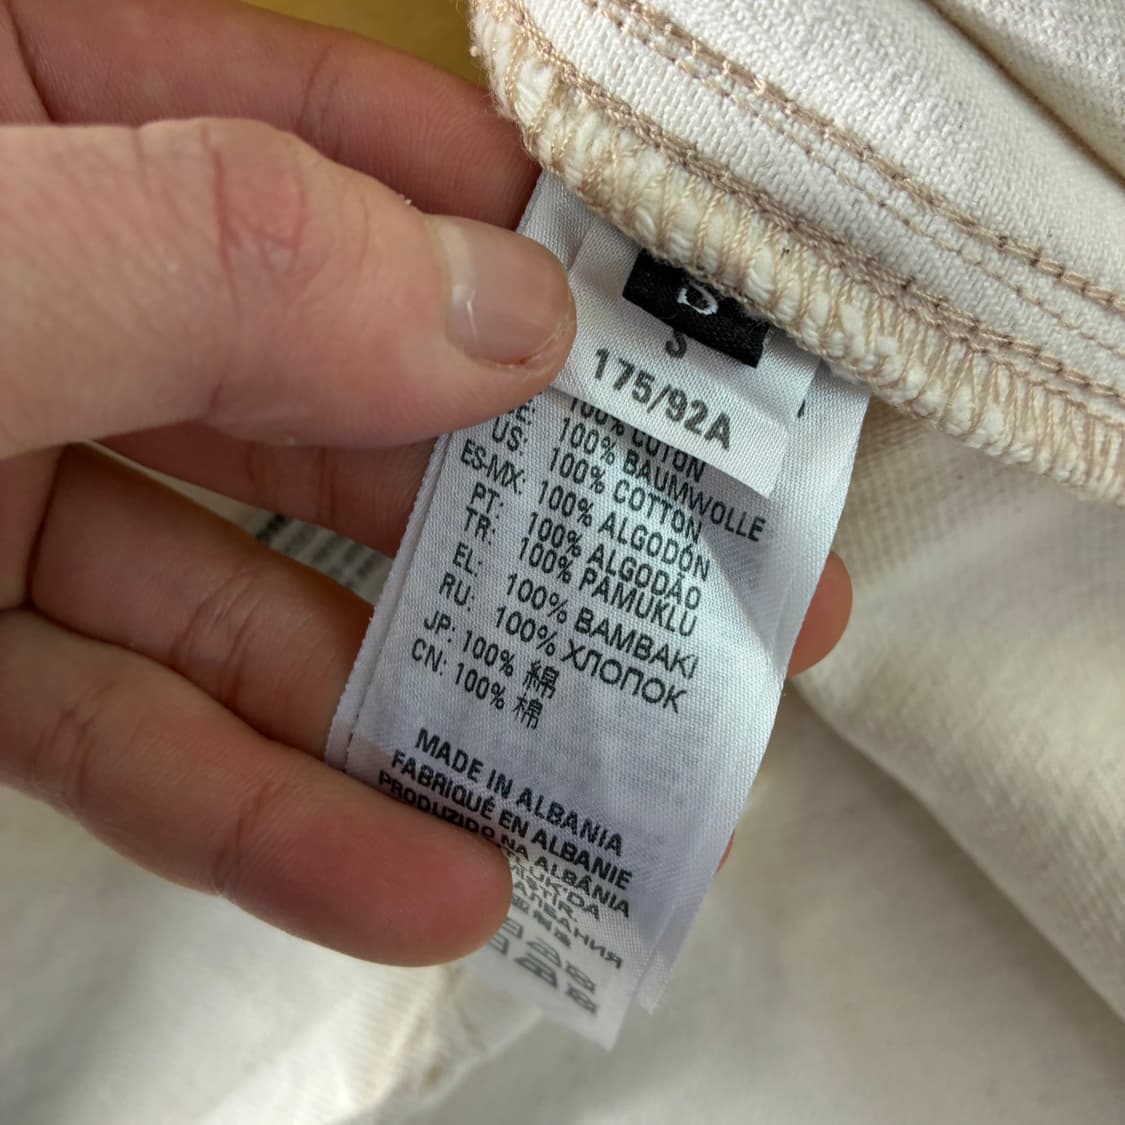 S
175/92A
100% COTON
100% BAUMWOLLE
US: 100% COTTON
ES-MX: 100% ALGODÓN
PT: 100% ALGODÃO
TR: 100% PAMUKLU
EL: 100% BAMBAKI
RU: 100% ХЛОПОК
JP: 100% 綿
CN: 100% 棉
MADE IN ALBANIA
FABRIQUÉ EN ALBANIE
PRODUZIDO NA ALBÂNIA